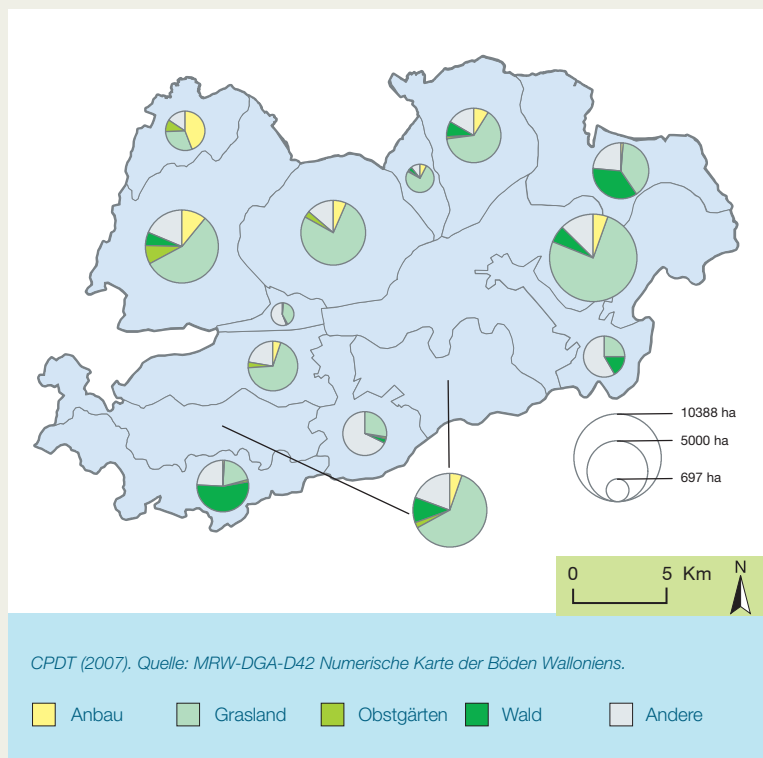 10388 ha
5000 ha
697 ha
0 5 Km N
CPDT (2007). Quelle: MRW-DGA-D42 Numerische Karte der Böden Walloniens.
Anbau Grasland Obstgärten Wald Andere